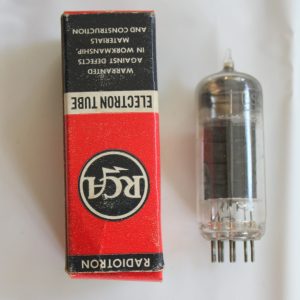 RADIOTRON
RCA
ELECTRON TUBE
WARRANTED
AGAINST DEFECTS
IN WORKMANSHIP,
MATERIALS
AND CONSTRUCTION